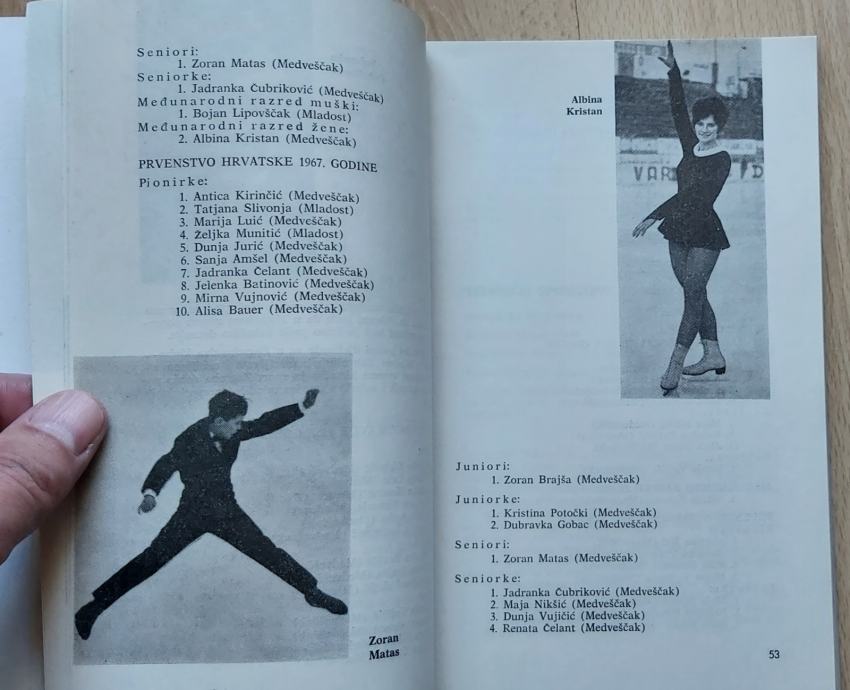 Seniori:
1. Zoran Matas (Medveščak)
Seniorke:
1. Jadranka Čubriković (Medveščak)
Međunarodni razred muški:
1. Bojan Lipovščak (Mladost)
Međunarodni razred žene:
2. Albina Kristan (Medveščak)
PRVENSTVO HRVATSKE 1967. GODINE
Pionirke:
1. Antica Kirinčić (Medveščak)
2. Tatjana Slivonja (Mladost)
3. Marija Luić (Medveščak)
4. Željka Munitić (Mladost)
5. Dunja Jurić (Medveščak)
6. Sanja Amšel (Medveščak)
7. Jadranka Čelant (Medveščak)
8. Jelenka Batinović (Medveščak)
9. Mirna Vujnović (Medveščak)
10. Alisa Bauer (Medveščak)
Zoran
Matas
Albina
Kristan
VAR
Juniori:
1. Zoran Brajša (Medveščak)
Juniorke:
1. Kristina Potočki (Medveščak)
2. Dubravka Gobac (Medveščak)
Seniori:
1. Zoran Matas (Medveščak)
Seniorke:
1. Jadranka Čubriković (Medveščak)
2. Maja Nikšić (Medveščak)
3. Dunja Vujičić (Medveščak)
4. Renata Čelant (Medveščak)
53